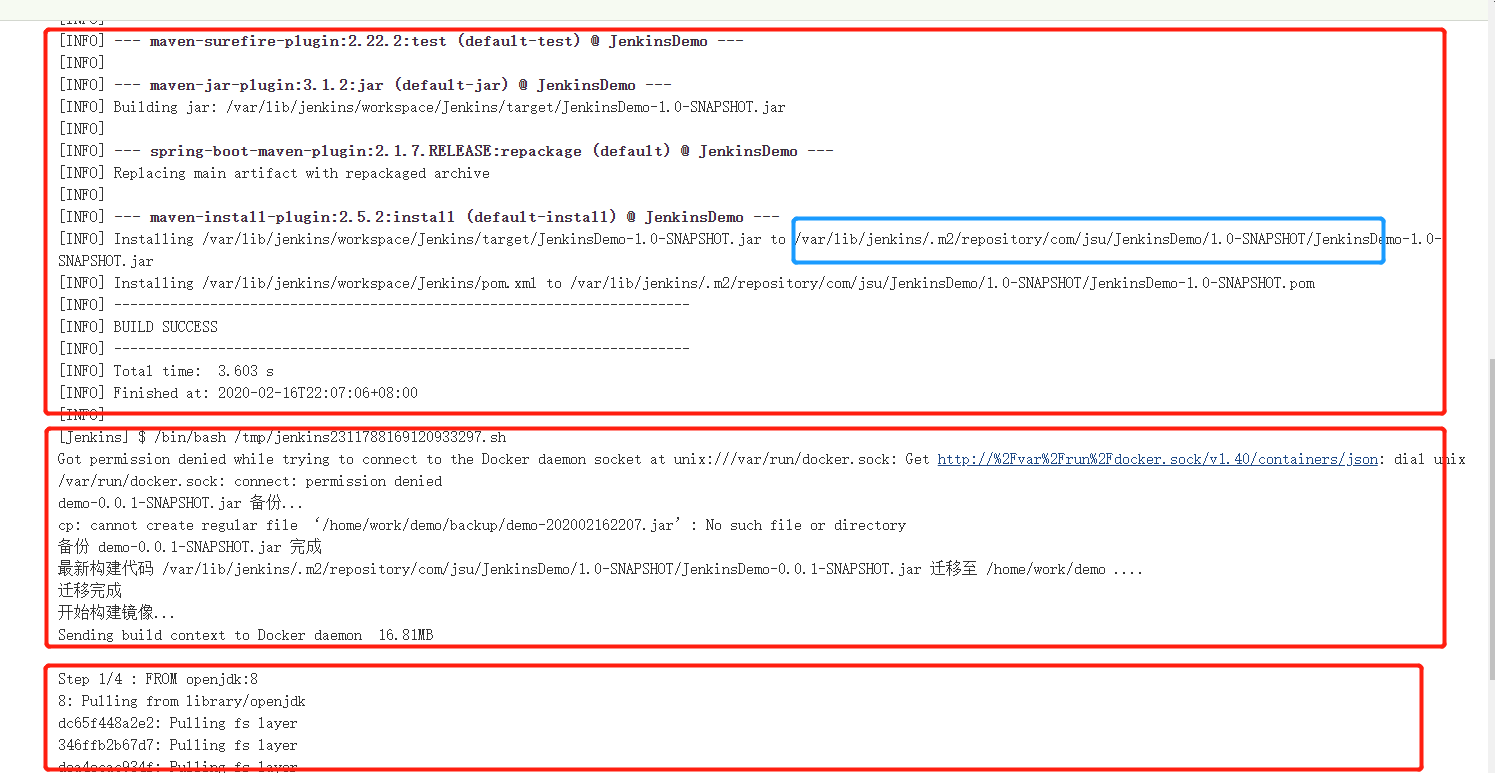 [INFO]
[INFO] --- maven-surefire-plugin:2.22.2:test (default-test) @ JenkinsDemo ---
[INFO]
[INFO] --- maven-jar-plugin:3.1.2:jar (default-jar) @ JenkinsDemo ---
[INFO] Building jar: /var/lib/jenkins/workspace/Jenkins/target/JenkinsDemo-1.0-SNAPSHOT.jar
[INFO]
[INFO] --- spring-boot-maven-plugin:2.1.7.RELEASE:repackage (default) @ JenkinsDemo ---
[INFO] Replacing main artifact with repackaged archive
[INFO]
[INFO] --- maven-install-plugin:2.5.2:install (default-install) @ JenkinsDemo ---
[INFO] Installing /var/lib/jenkins/workspace/Jenkins/target/JenkinsDemo-1.0-SNAPSHOT.jar to /var/lib/jenkins/.m2/repository/com/jsu/JenkinsDemo/1.0-SNAPSHOT/JenkinsDemo-1.0-
SNAPSHOT.jar
[INFO] Installing /var/lib/jenkins/workspace/Jenkins/pom.xml to /var/lib/jenkins/.m2/repository/com/jsu/JenkinsDemo/1.0-SNAPSHOT/JenkinsDemo-1.0-SNAPSHOT.pom
[INFO] ------------------------------------------------------------------------
[INFO] BUILD SUCCESS
[INFO] ------------------------------------------------------------------------
[INFO] Total time:  3.603 s
[INFO] Finished at: 2020-02-16T22:07:06+08:00
[INFO]
[Jenkins] $ /bin/bash /tmp/jenkins2311788169120933297.sh
Got permission denied while trying to connect to the Docker daemon socket at unix:///var/run/docker.sock: Get http://%2Fvar%2Frun%2Fdocker.sock/v1.40/containers/json: dial unix
/var/run/docker.sock: connect: permission denied
demo-0.0.1-SNAPSHOT.jar 备份...
cp: cannot create regular file ‘/home/work/demo/backup/demo-202002162207.jar’: No such file or directory
备份 demo-0.0.1-SNAPSHOT.jar 完成
最新构建代码 /var/lib/jenkins/.m2/repository/com/jsu/JenkinsDemo/1.0-SNAPSHOT/JenkinsDemo-0.0.1-SNAPSHOT.jar 迁移至 /home/work/demo ....
迁移完成
开始构建镜像...
Sending build context to Docker daemon  16.81MB
Step 1/4 : FROM openjdk:8
8: Pulling from library/openjdk
dc65f448a2e2: Pulling fs layer
346ffb2b67d7: Pulling fs layer
Pulling fs layer